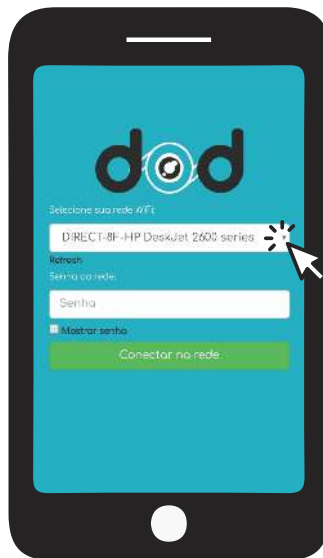 dod
Selecione sua rede WiFi:
DIRECT-8F-HP DeskJet 2600 series
Refresh
Senha da rede:
Senha
Mostrar senha
Conectar na rede